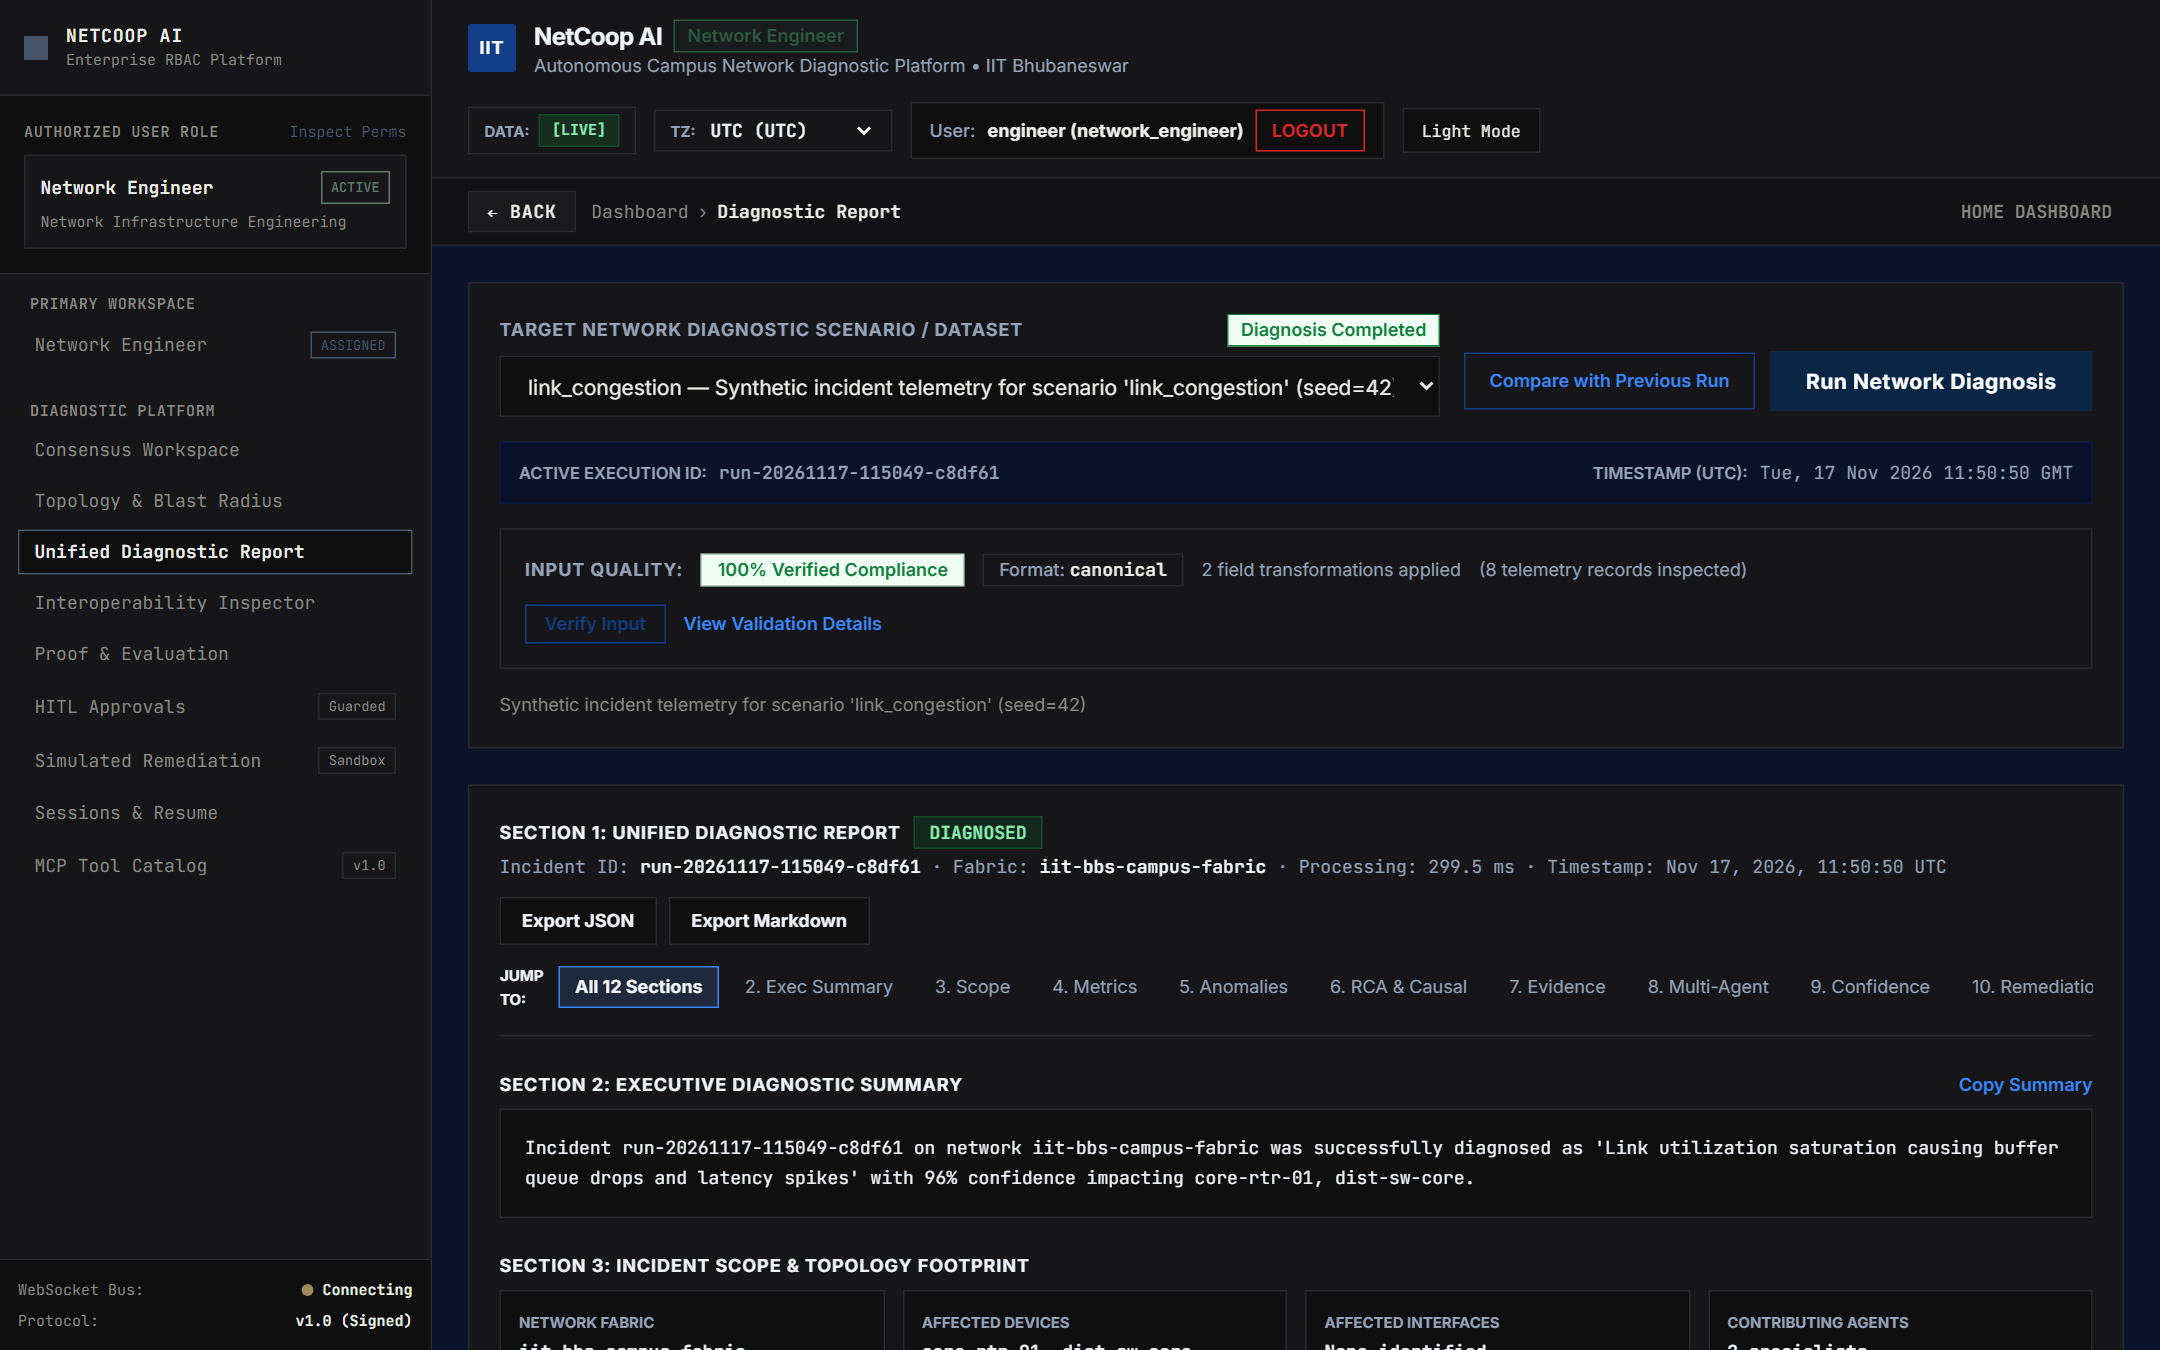 NETCOOP AI
Enterprise RBAC Platform
AUTHORIZED USER ROLE
Inspect Perms
Network Engineer
ACTIVE
Network Infrastructure Engineering
PRIMARY WORKSPACE
Network Engineer
ASSIGNED
DIAGNOSTIC PLATFORM
Consensus Workspace
Topology & Blast Radius
Unified Diagnostic Report
Interoperability Inspector
Proof & Evaluation
HITL Approvals
Guarded
Simulated Remediation
Sandbox
Sessions & Resume
MCP Tool Catalog
v1.0
WebSocket Bus:
Connecting
Protocol:
v1.0 (Signed)
IIT
NetCoop AI
Network Engineer
Autonomous Campus Network Diagnostic Platform • IIT Bhubaneswar
DATA:
[LIVE]
TZ:
UTC (UTC)
User: engineer (network_engineer)
LOGOUT
Light Mode
← BACK
Dashboard › Diagnostic Report
HOME DASHBOARD
TARGET NETWORK DIAGNOSTIC SCENARIO / DATASET
Diagnosis Completed
link_congestion — Synthetic incident telemetry for scenario 'link_congestion' (seed=42
Compare with Previous Run
Run Network Diagnosis
ACTIVE EXECUTION ID: run-20261117-115049-c8df61
TIMESTAMP (UTC): Tue, 17 Nov 2026 11:50:50 GMT
INPUT QUALITY:
100% Verified Compliance
Format: canonical
2 field transformations applied
(8 telemetry records inspected)
Verify Input
View Validation Details
Synthetic incident telemetry for scenario 'link_congestion' (seed=42)
SECTION 1: UNIFIED DIAGNOSTIC REPORT
DIAGNOSED
Incident ID: run-20261117-115049-c8df61 · Fabric: iit-bbs-campus-fabric · Processing: 299.5 ms · Timestamp: Nov 17, 2026, 11:50:50 UTC
Export JSON
Export Markdown
JUMP
TO:
All 12 Sections
2. Exec Summary
3. Scope
4. Metrics
5. Anomalies
6. RCA & Causal
7. Evidence
8. Multi-Agent
9. Confidence
10. Remediatio
SECTION 2: EXECUTIVE DIAGNOSTIC SUMMARY
Copy Summary
Incident run-20261117-115049-c8df61 on network iit-bbs-campus-fabric was successfully diagnosed as 'Link utilization saturation causing buffer
queue drops and latency spikes' with 96% confidence impacting core-rtr-01, dist-sw-core.
SECTION 3: INCIDENT SCOPE & TOPOLOGY FOOTPRINT
NETWORK FABRIC
iit-bbs-campus-fabric
AFFECTED DEVICES
core-rtr-01, dist-sw-core
AFFECTED INTERFACES
None identified
CONTRIBUTING AGENTS